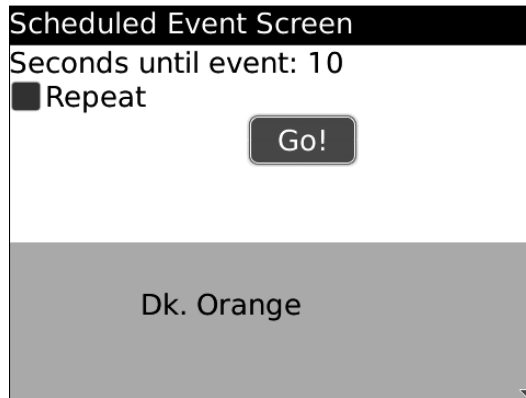 Scheduled Event Screen
Seconds until event: 10
Repeat
Go!
Dk. Orange